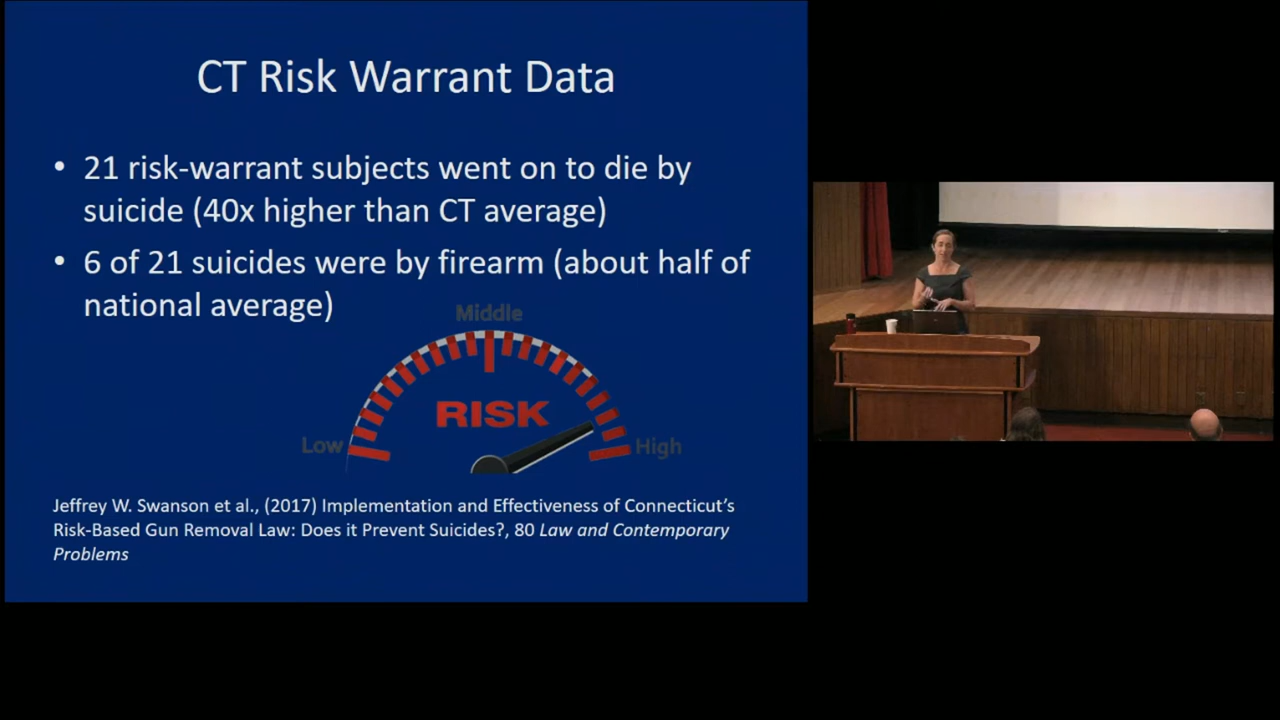 CT Risk Warrant Data
• 21 risk-warrant subjects went on to die by
suicide (40x higher than CT average)
• 6 of 21 suicides were by firearm (about half of
national average)
Middle
RISK
Low
High
Jeffrey W. Swanson et al., (2017) Implementation and Effectiveness of Connecticut’s
Risk-Based Gun Removal Law: Does it Prevent Suicides?, 80 Law and Contemporary
Problems